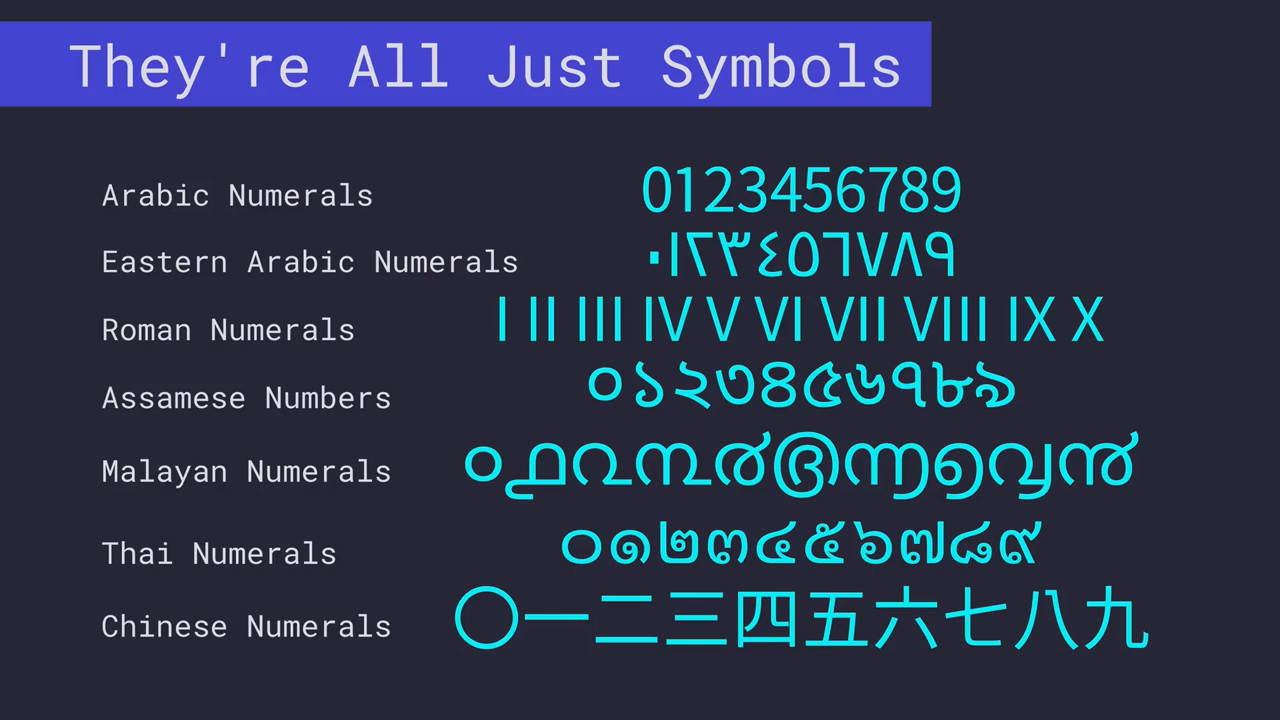 They're All Just Symbols
Arabic Numerals 0123456789
Eastern Arabic Numerals ٠١٢٣٤٥٦٧٨٩
Roman Numerals I II III IV V VI VII VIII IX X
Assamese Numbers ০১২৩৪৫৬৭৮৯
Malayan Numerals ൦൧൨൩൪൫൬൭൮൯
Thai Numerals ๐๑๒๓๔๕๖๗๘๙
Chinese Numerals 〇一二三四五六七八九